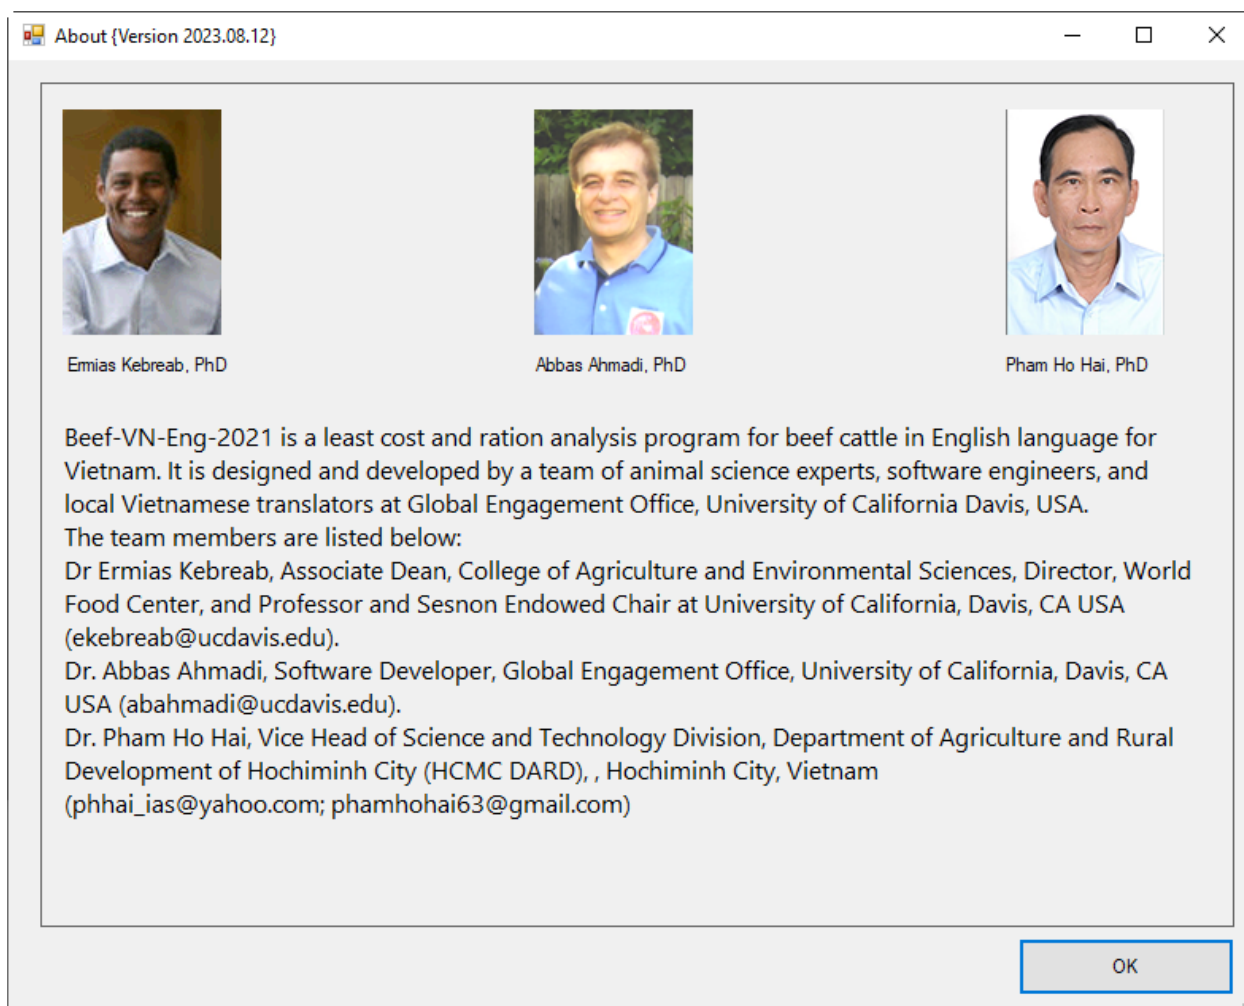 About {Version 2023.08.12}
Ermias Kebreab, PhD
Abbas Ahmadi, PhD
Pham Ho Hai, PhD
Beef-VN-Eng-2021 is a least cost and ration analysis program for beef cattle in English language for
Vietnam. It is designed and developed by a team of animal science experts, software engineers, and
local Vietnamese translators at Global Engagement Office, University of California Davis, USA.
The team members are listed below:
Dr Ermias Kebreab, Associate Dean, College of Agriculture and Environmental Sciences, Director, World
Food Center, and Professor and Sesnon Endowed Chair at University of California, Davis, CA USA
(ekebreab@ucdavis.edu).
Dr. Abbas Ahmadi, Software Developer, Global Engagement Office, University of California, Davis, CA
USA (abahmadi@ucdavis.edu).
Dr. Pham Ho Hai, Vice Head of Science and Technology Division, Department of Agriculture and Rural
Development of Hochiminh City (HCMC DARD), , Hochiminh City, Vietnam
(phhai_ias@yahoo.com; phamhohai63@gmail.com)
OK